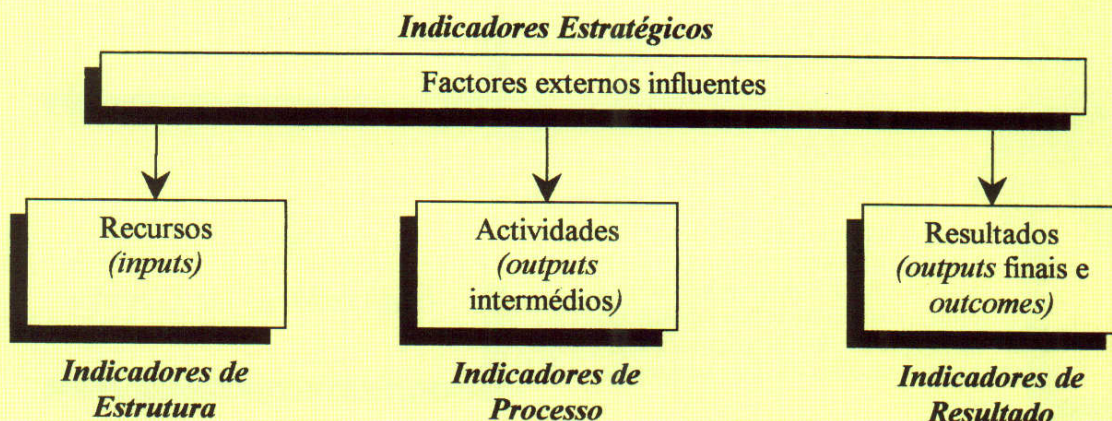 Indicadores Estratégicos
Factores externos influentes
Recursos
(inputs)
Actividades
(outputs
intermédios)
Resultados
(outputs finais e
outcomes)
Indicadores de
Estrutura
Indicadores de
Processo
Indicadores de
Resultado